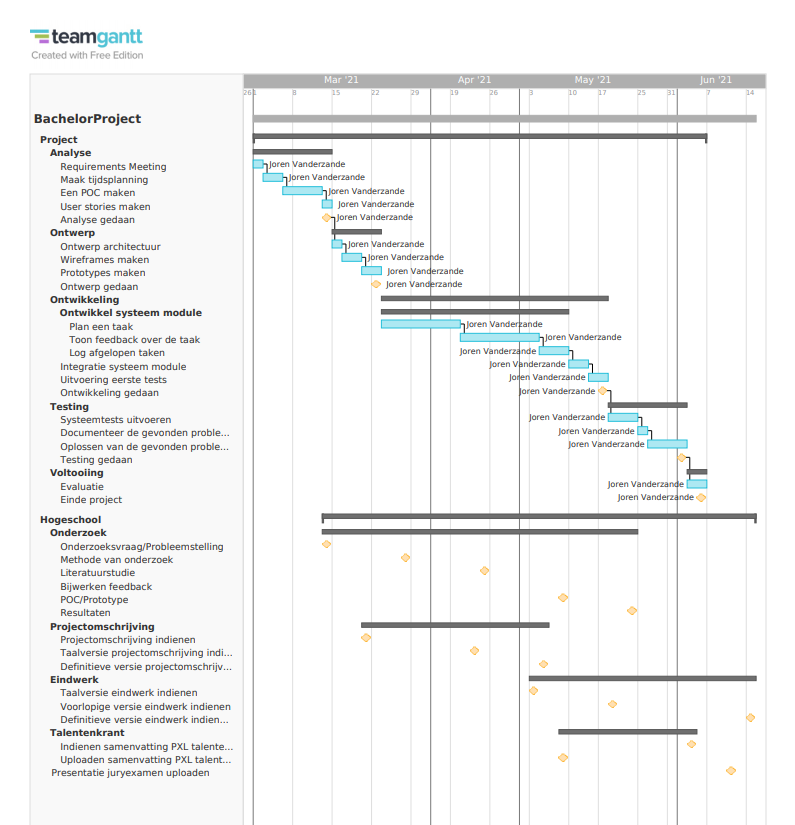 teamgantt
Created with Free Edition
Mar '21 Apr '21 May '21 Jun '21
26 1 8 15 22 29 19 26 3 10 17 25 31 7 14
BachelorProject
Project
Analyse
Requirements Meeting Joren Vanderzande
Maak tijdsplanning Joren Vanderzande
Een POC maken Joren Vanderzande
User stories maken Joren Vanderzande
Analyse gedaan Joren Vanderzande
Ontwerp
Ontwerp architectuur Joren Vanderzande
Wireframes maken Joren Vanderzande
Prototypes maken Joren Vanderzande
Ontwerp gedaan Joren Vanderzande
Ontwikkeling
Ontwikkel systeem module
Plan een taak Joren Vanderzande
Toon feedback over de taak Joren Vanderzande
Log afgelopen taken Joren Vanderzande
Integratie systeem module Joren Vanderzande
Uitvoering eerste tests Joren Vanderzande
Ontwikkeling gedaan Joren Vanderzande
Testing
Systeemtests uitvoeren Joren Vanderzande
Documenteer de gevonden proble... Joren Vanderzande
Oplossen van de gevonden proble... Joren Vanderzande
Testing gedaan
Voltooiing
Evaluatie Joren Vanderzande
Einde project Joren Vanderzande
Hogeschool
Onderzoek
Onderzoeksvraag/Probleemstelling
Methode van onderzoek
Literatuurstudie
Bijwerken feedback
POC/Prototype
Resultaten
Projectomschrijving
Projectomschrijving indienen
Taalversie projectomschrijving indi...
Definitieve versie projectomschrijv...
Eindwerk
Taalversie eindwerk indienen
Voorlopige versie eindwerk indienen
Definitieve versie eindwerk indien...
Talentenkrant
Indienen samenvatting PXL talente...
Uploaden samenvatting PXL talent...
Presentatie juryexamen uploaden